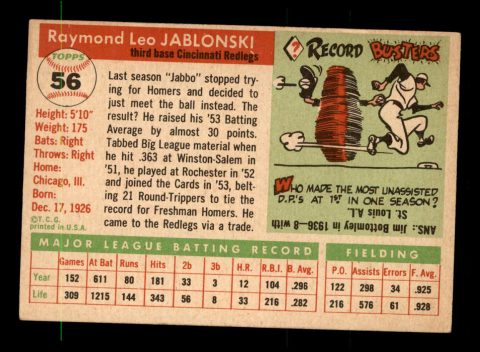 Raymond Leo JABLONSKI
third base Cincinnati Redlegs
TOPPS
56
Height: 5'10"
Weight: 175
Bats: Right
Throws: Right
Home:
Chicago, Ill.
Born:
Dec. 17, 1926
©T.C.G.
printed in U.S.A.
Last season "Jabbo" stopped try-
ing for Homers and decided to
just meet the ball instead. The
result? He raised his '53 Batting
Average by almost 30 points.
Tabbed Big League material when
he hit .363 at Winston-Salem in
'51, he played at Rochester in '52
and joined the Cards in '53, belt-
ing 21 Round-Trippers to tie the
record for Freshman Homers. He
came to the Redlegs via a trade.
? RECORD BUSTERS
WHO MADE THE MOST UNASSISTED
D.P.'S AT 1ST IN ONE SEASON?
ANS.: Jim Bottomley in 1936—8 with
St. Louis A.L.
MAJOR LEAGUE BATTING RECORD FIELDING
Games At Bat Runs Hits 2b 3b H.R. R.B.I. B. Avg. P.O. Assists Errors F. Avg.
Year 152 611 80 181 33 3 12 104 .296 122 298 34 .925
Life 309 1215 144 343 56 8 33 216 .282 216 576 61 .928